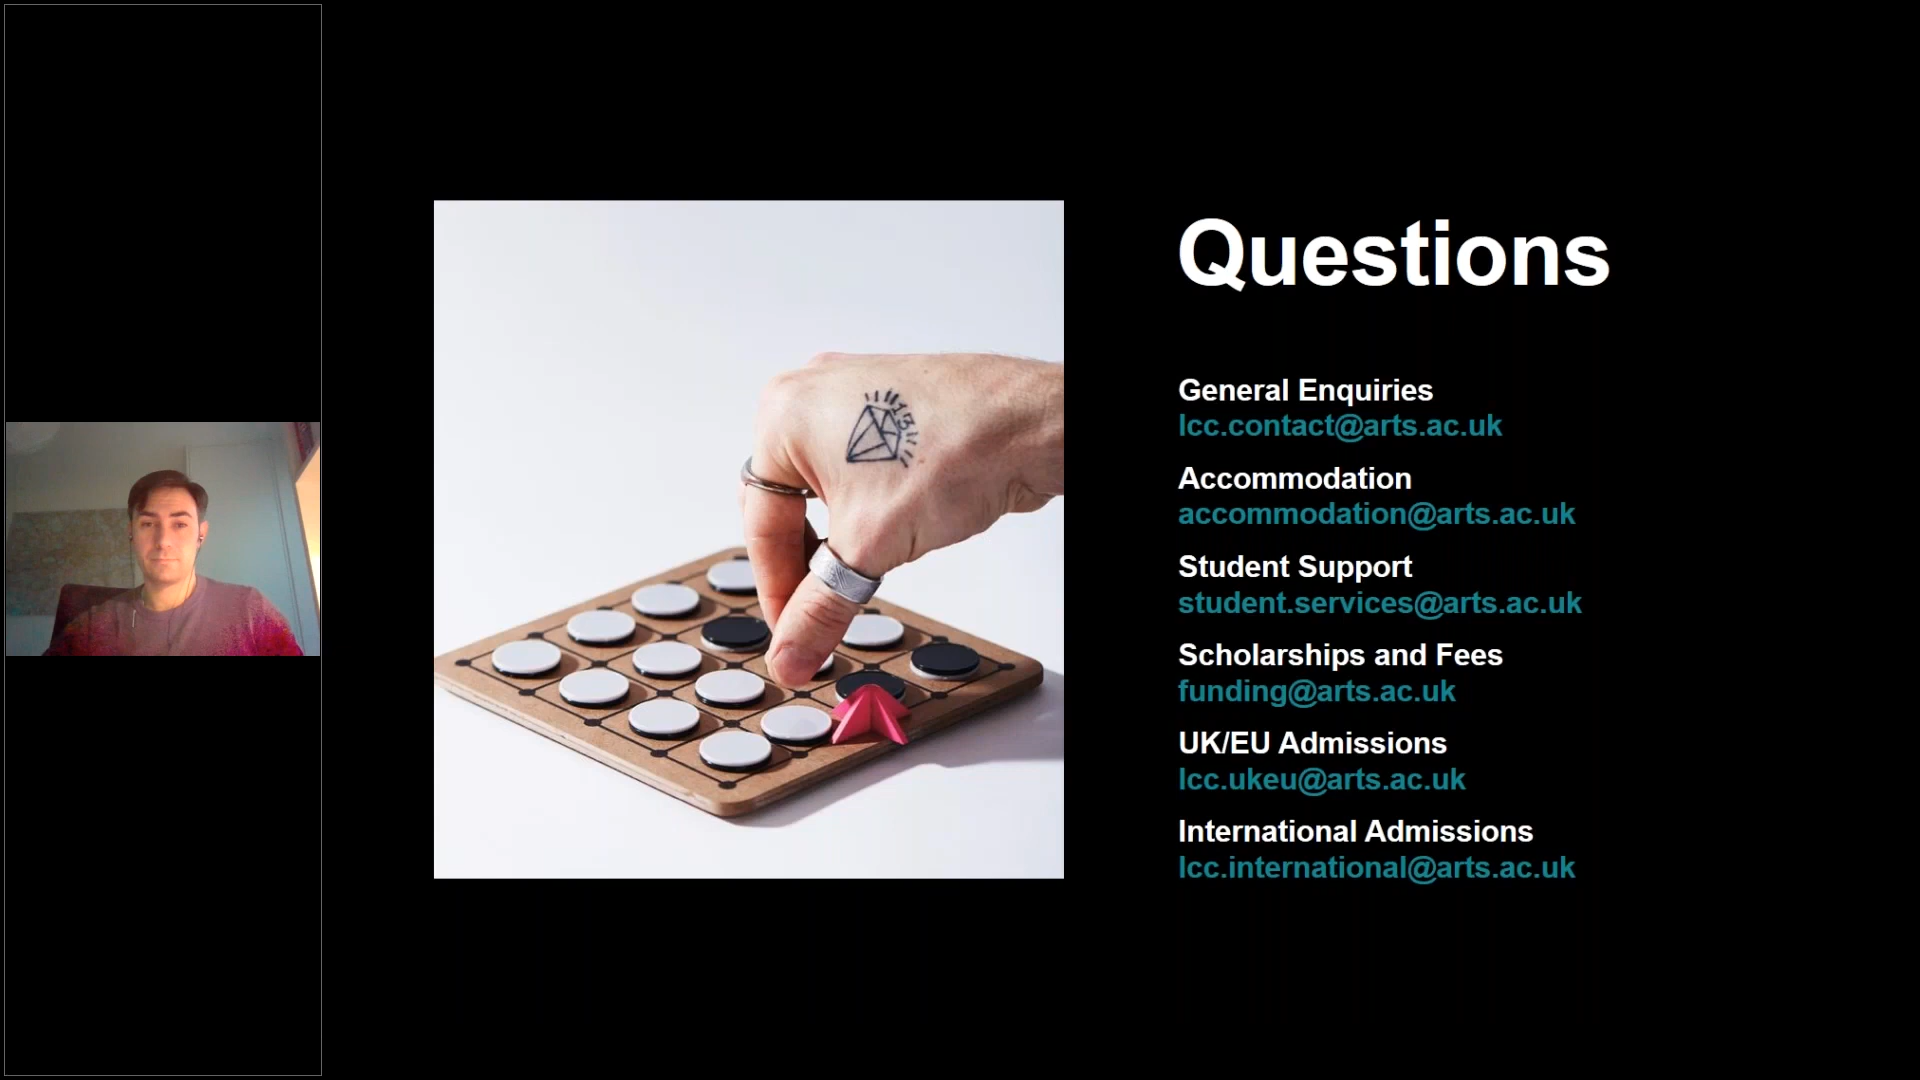 13
Questions
General Enquiries
lcc.contact@arts.ac.uk
Accommodation
accommodation@arts.ac.uk
Student Support
student.services@arts.ac.uk
Scholarships and Fees
funding@arts.ac.uk
UK/EU Admissions
lcc.ukeu@arts.ac.uk
International Admissions
lcc.international@arts.ac.uk